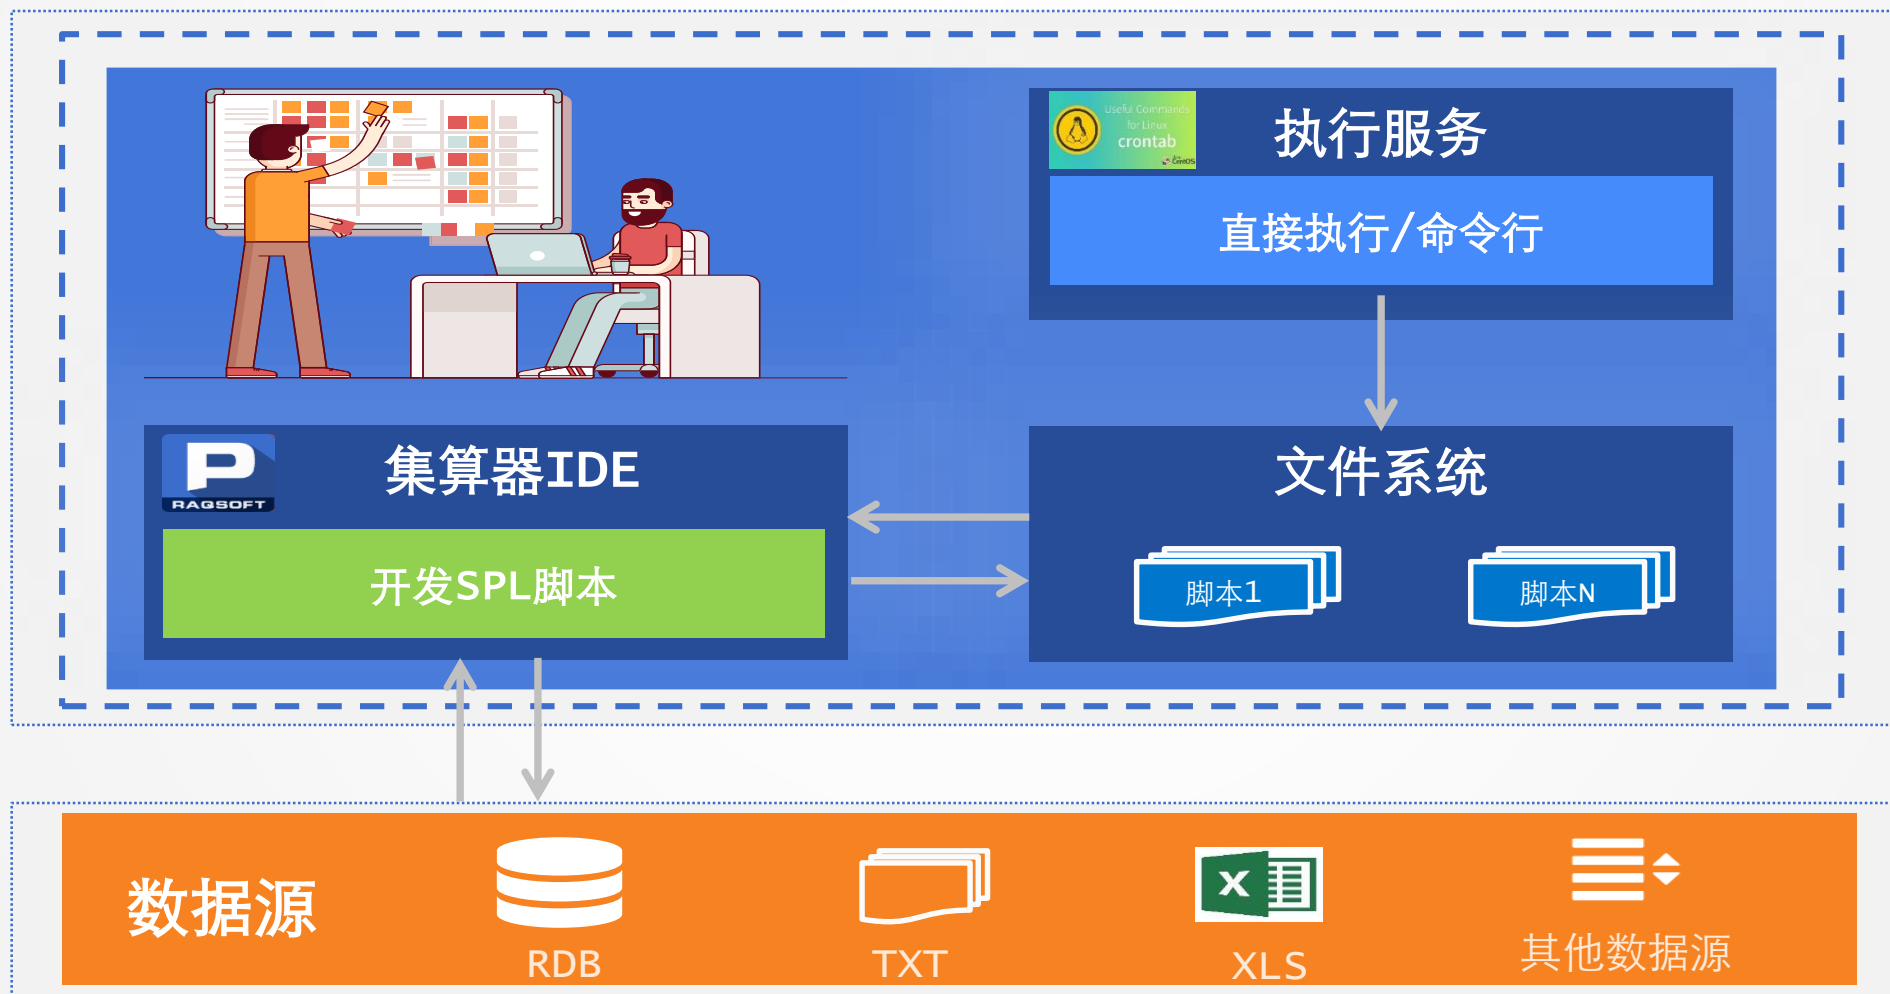 Useful Commands
for Linux
crontab
CentOS
执行服务
直接执行/命令行
RAQSOFT
集算器IDE
开发SPL脚本
文件系统
脚本1
脚本N
数据源
RDB
TXT
XLS
其他数据源